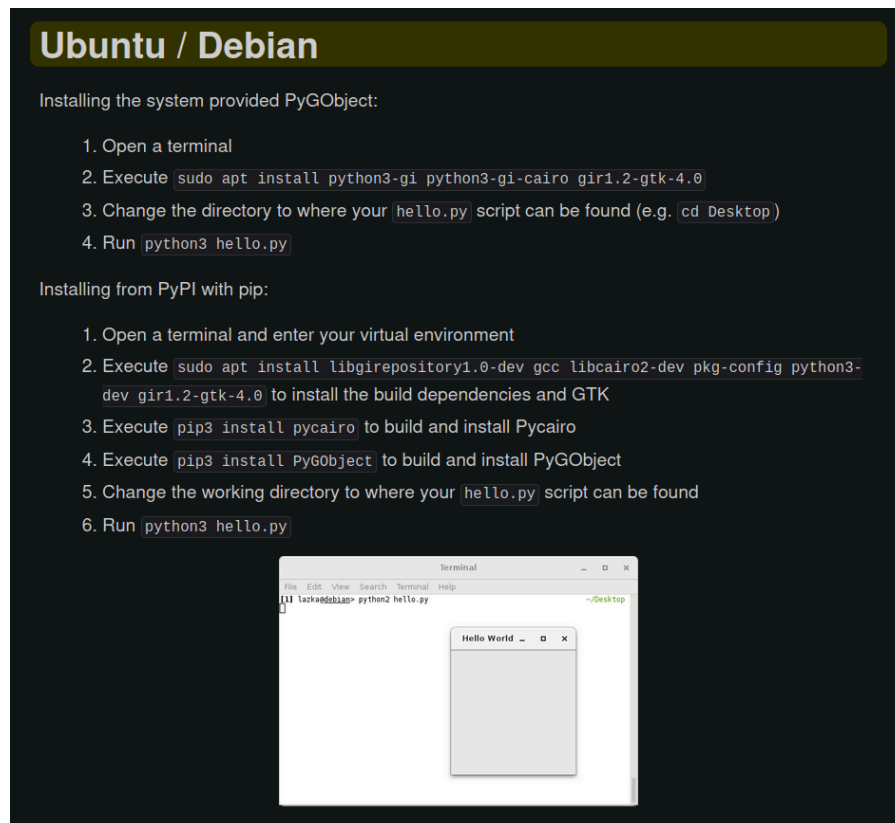 Ubuntu / Debian
Installing the system provided PyGObject:
1. Open a terminal
2. Execute sudo apt install python3-gi python3-gi-cairo gir1.2-gtk-4.0
3. Change the directory to where your hello.py script can be found (e.g. cd Desktop)
4. Run python3 hello.py
Installing from PyPI with pip:
1. Open a terminal and enter your virtual environment
2. Execute sudo apt install libgirepository1.0-dev gcc libcairo2-dev pkg-config python3-
dev gir1.2-gtk-4.0 to install the build dependencies and GTK
3. Execute pip3 install pycairo to build and install Pycairo
4. Execute pip3 install PyGObject to build and install PyGObject
5. Change the working directory to where your hello.py script can be found
6. Run python3 hello.py
Terminal
File Edit View Search Terminal Help
[1] lazka@debian> python2 hello.py ~/Desktop
Hello World